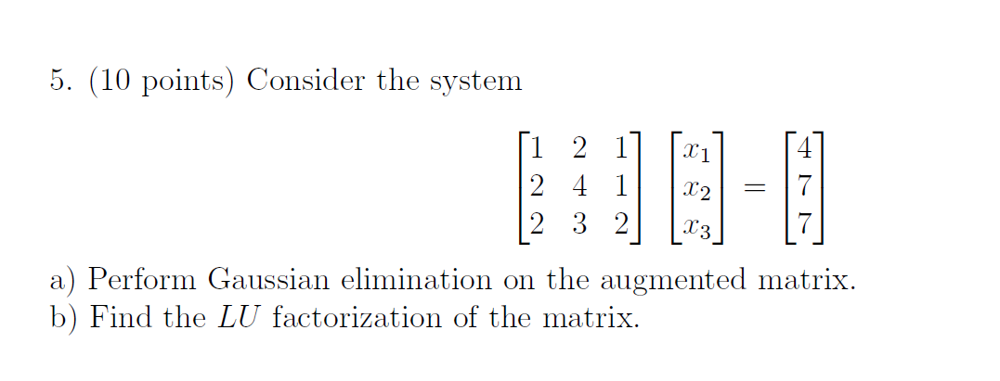 5. (10 points) Consider the system
[1 2 1] [x₁] [4]
[2 4 1] [x₂] = [7]
[2 3 2] [x₃] [7]
a) Perform Gaussian elimination on the augmented matrix.
b) Find the LU factorization of the matrix.